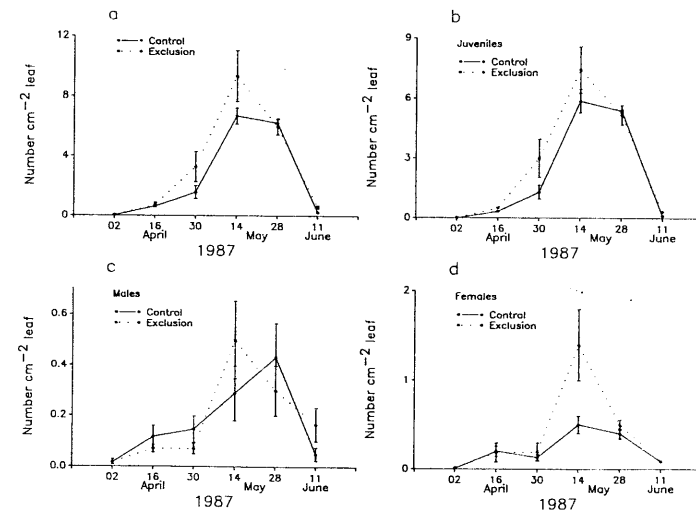 a
Control
Exclusion
Number cm−2 leaf
12
8
4
0
02 16 30 14 28 11
April May June
1987
b
Juveniles
Control
Exclusion
Number cm−2 leaf
9
6
3
0
02 16 30 14 28 11
April May June
1987
c
Males
Control
Exclusion
Number cm−2 leaf
0.6
0.4
0.2
0.0
02 16 30 14 28 11
April May June
1987
d
Females
Control
Exclusion
Number cm−2 leaf
2
1
0
02 16 30 14 28 11
April May June
1987